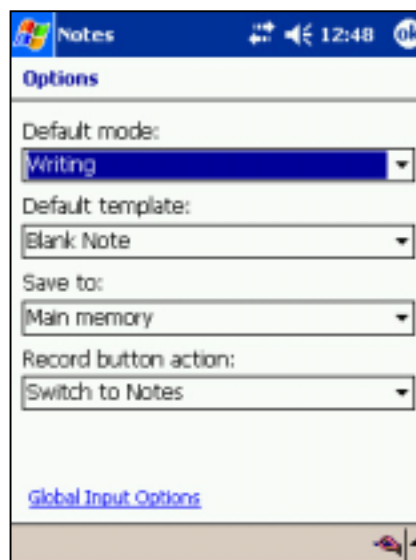 Notes 12:48 ok
Options
Default mode:
Writing
Default template:
Blank Note
Save to:
Main memory
Record button action:
Switch to Notes
Global Input Options